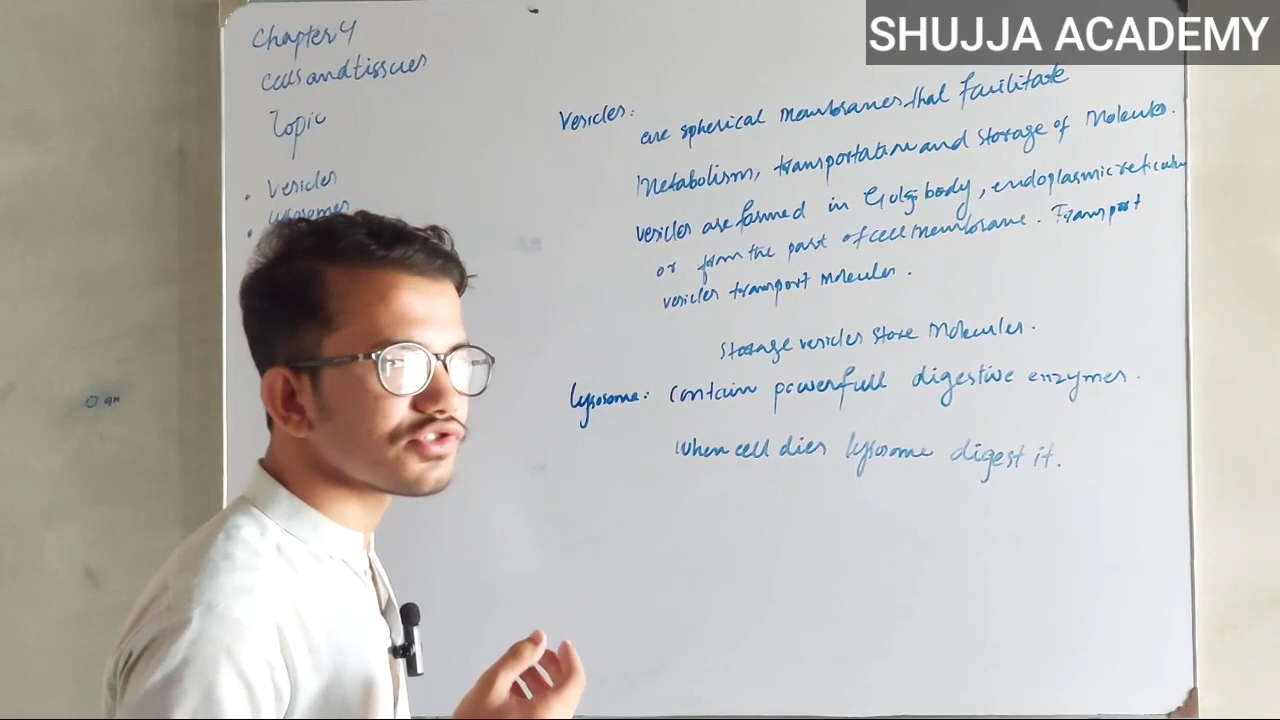 SHUJJA ACADEMY
Chapter 4
cells and tissues
Topic
• Vesicles
• lysosomes
Vesicles:
are spherical membranes that facilitate
Metabolism, transportation and storage of Molecules.
vesicles are formed in Golgi body, endoplasmic reticulum
or from the part of cell membrane. Transport
vesicles transport molecules.
Storage vesicles store Molecules.
lysosome: contain powerfull digestive enzymes.
When cell dies lysosome digest it.